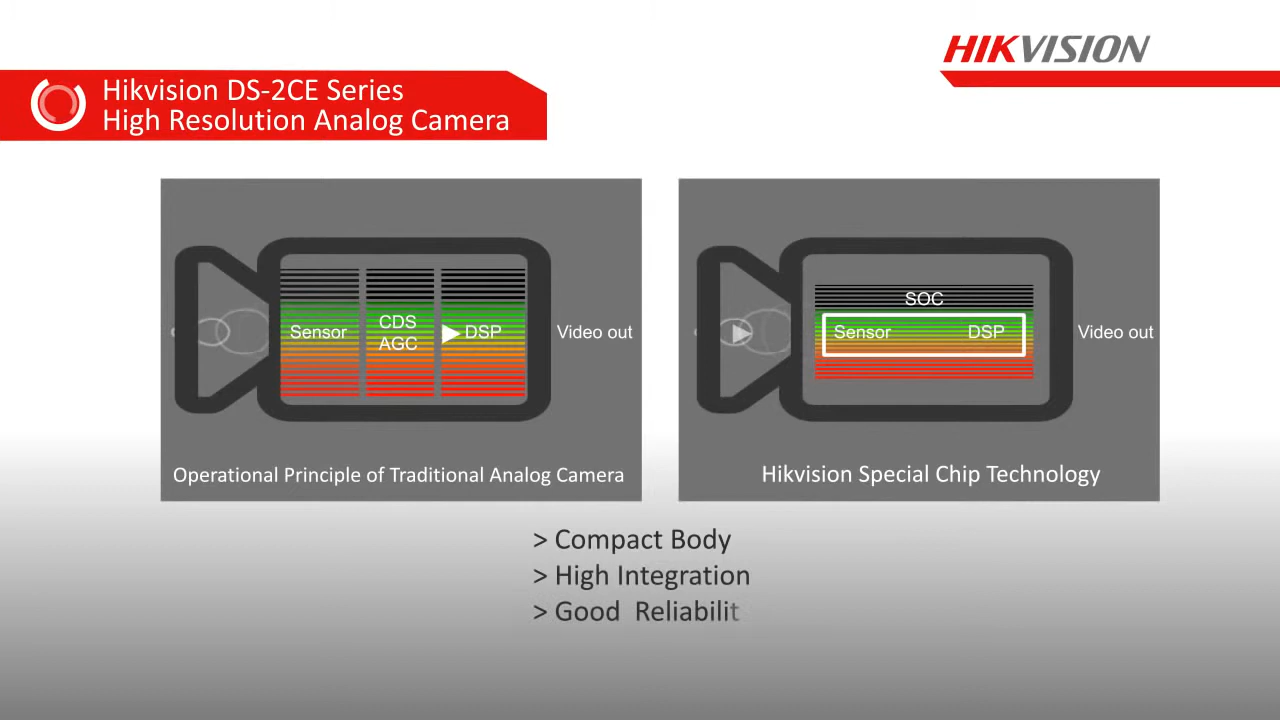 HIKVISION
Hikvision DS-2CE Series
High Resolution Analog Camera
Sensor
CDS
AGC
DSP
Video out
Operational Principle of Traditional Analog Camera
SOC
Sensor DSP
Video out
Hikvision Special Chip Technology
> Compact Body
> High Integration
> Good Reliabilit